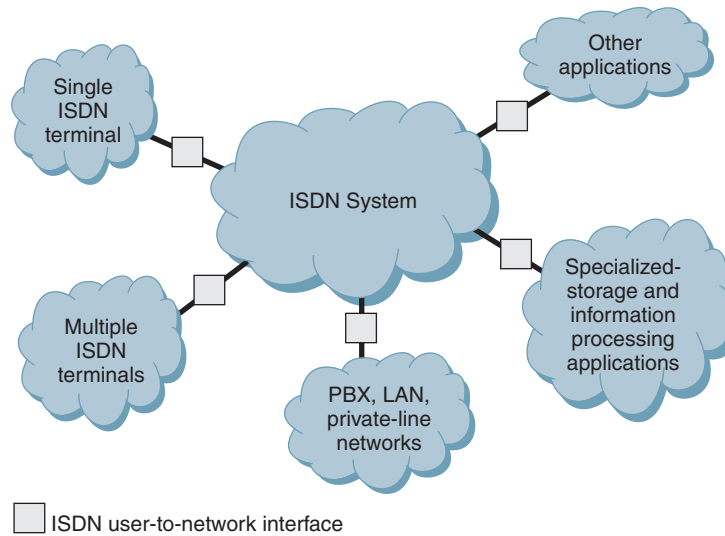 Single
ISDN
terminal
Other
applications
ISDN System
Multiple
ISDN
terminals
PBX, LAN,
private-line
networks
Specialized-
storage and
information
processing
applications
ISDN user-to-network interface